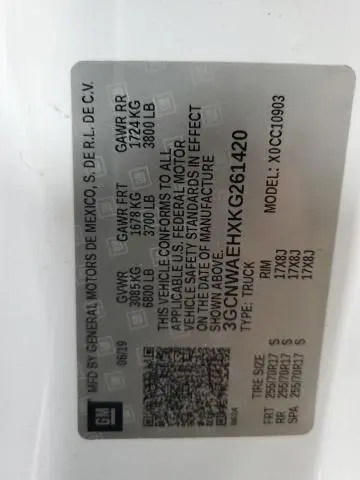 MFD BY GENERAL MOTORS DE MEXICO, S. DE R.L. DE C.V.
06/19 GVWR GAWR FRT GAWR RR
3085 KG 1678 KG 1724 KG
6800 LB 3700 LB 3800 LB
THIS VEHICLE CONFORMS TO ALL
APPLICABLE U.S. FEDERAL MOTOR
VEHICLE SAFETY STANDARDS IN EFFECT
ON THE DATE OF MANUFACTURE
SHOWN ABOVE.
3GCNWAEHXKG261420
TYPE: TRUCK MODEL: X0CC10903
GM
TIRE SIZE RIM
FRT 255/70R17 S 17X8J
RR 255/70R17 S 17X8J
SPA 255/70R17 S 17X8J